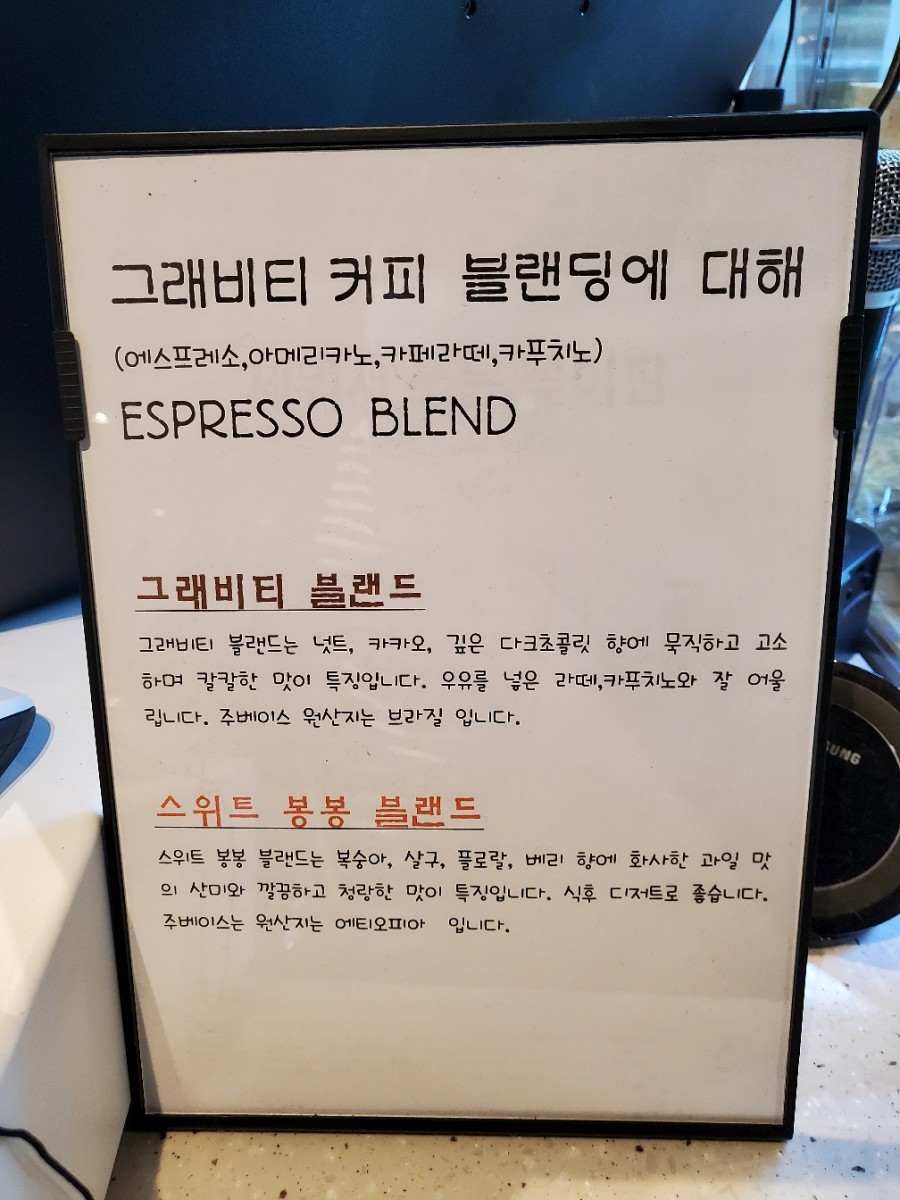 그래비티 커피 블랜딩에 대해
(에스프레소,아메리카노,카페라떼,카푸치노)
ESPRESSO BLEND
그래비티 블랜드
그래비티 블랜드는 넛트, 카카오, 깊은 다크초콜릿 향에 묵직하고 고소
하며 칼칼한 맛이 특징입니다. 우유를 넣은 라떼,카푸치노와 잘 어울
립니다. 주베이스 원산지는 브라질 입니다.
스위트 봉봉 블랜드
스위트 봉봉 블랜드는 복숭아, 살구, 플로랄, 베리 향에 화사한 과일 맛
의 산미와 깔끔하고 청량한 맛이 특징입니다. 식후 디저트로 좋습니다.
주베이스는 원산지는 에티오피아 입니다.